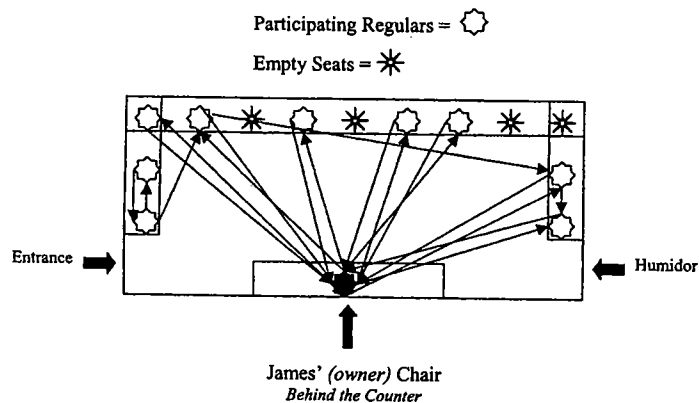 Participating Regulars =
Empty Seats =
Entrance
Humidor
James' (owner) Chair
Behind the Counter